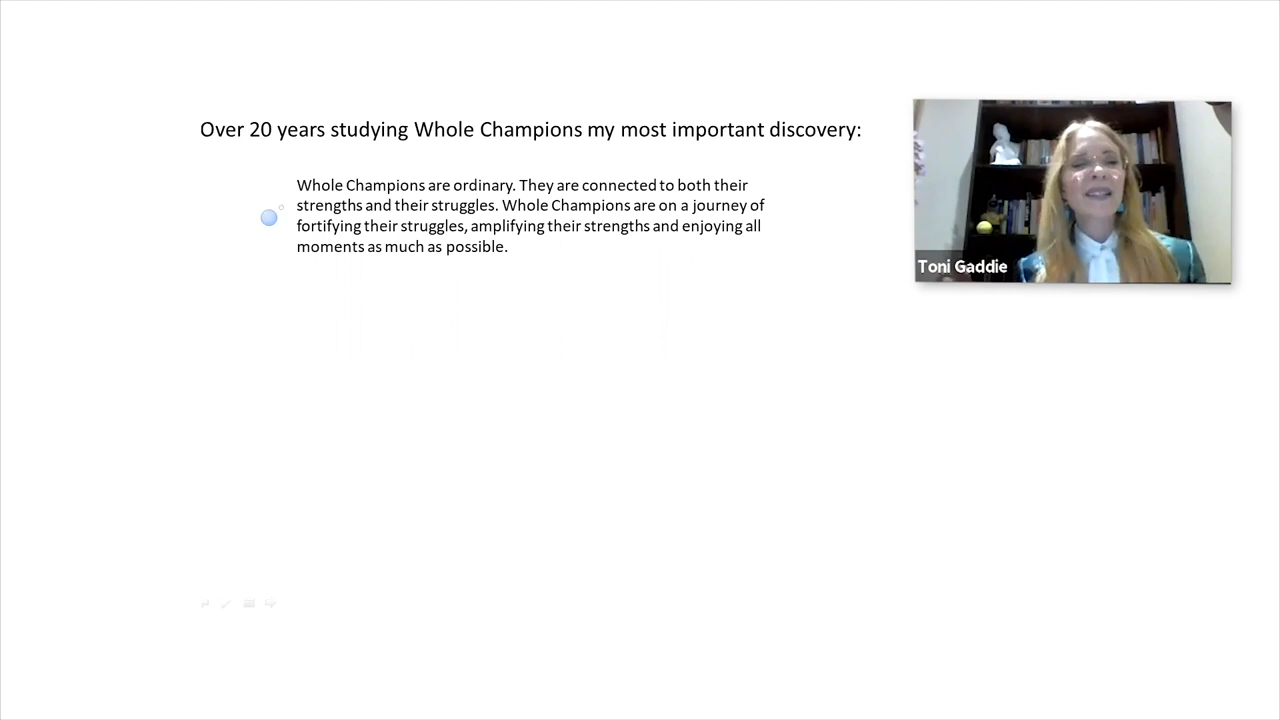 Over 20 years studying Whole Champions my most important discovery:
Whole Champions are ordinary. They are connected to both their
strengths and their struggles. Whole Champions are on a journey of
fortifying their struggles, amplifying their strengths and enjoying all
moments as much as possible.
Toni Gaddie